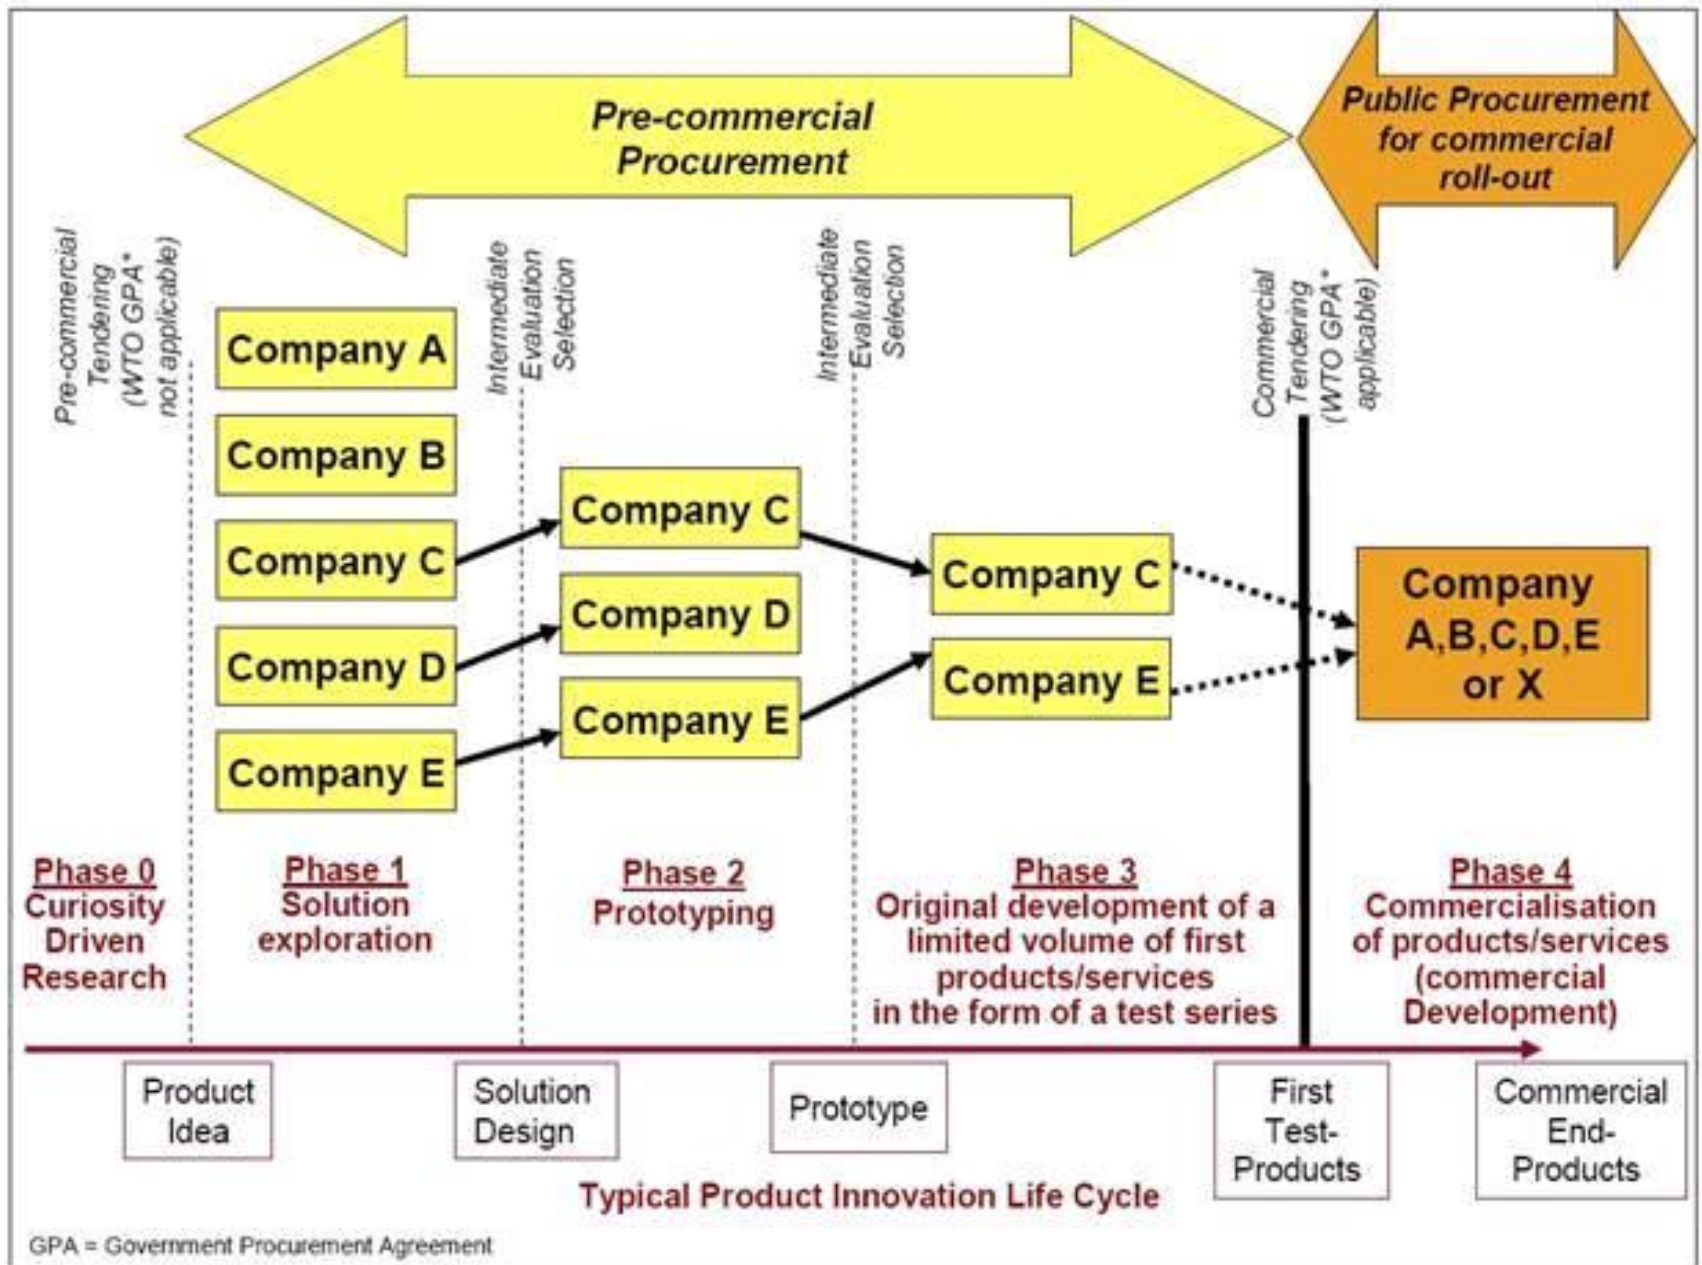 Pre-commercial
Procurement
Public Procurement
for commercial
roll-out
Pre-commercial
Tendering
(WTO GPA*
not applicable)
Intermediate
Evaluation
Selection
Intermediate
Evaluation
Selection
Commercial
Tendering
(WTO GPA*
applicable)
Company A
Company B
Company C
Company D
Company E
Company C
Company D
Company E
Company C
Company E
Company
A,B,C,D,E
or X
Phase 0
Curiosity
Driven
Research
Phase 1
Solution
exploration
Phase 2
Prototyping
Phase 3
Original development of a
limited volume of first
products/services
in the form of a test series
Phase 4
Commercialisation
of products/services
(commercial
Development)
Product
Idea
Solution
Design
Prototype
First
Test-
Products
Commercial
End-
Products
Typical Product Innovation Life Cycle
GPA = Government Procurement Agreement